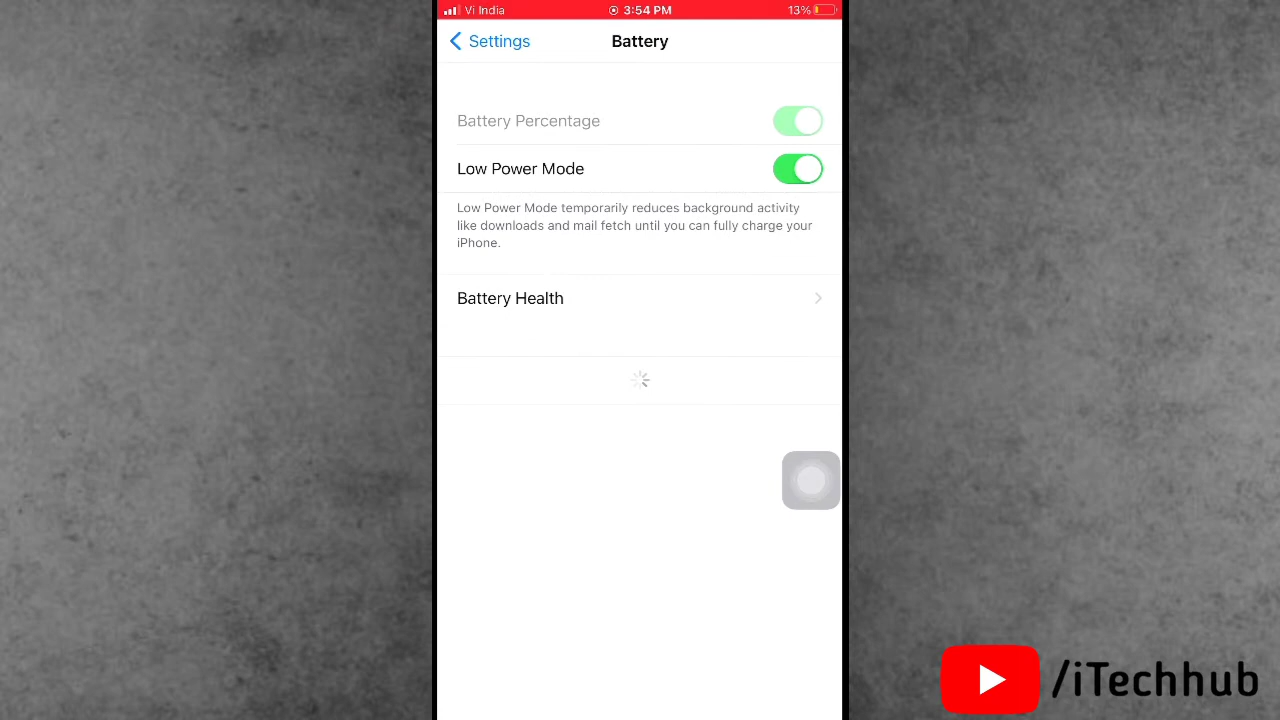 Vi India 3:54 PM 13%
Settings Battery
Battery Percentage
Low Power Mode
Low Power Mode temporarily reduces background activity
like downloads and mail fetch until you can fully charge your
iPhone.
Battery Health
/iTechhub